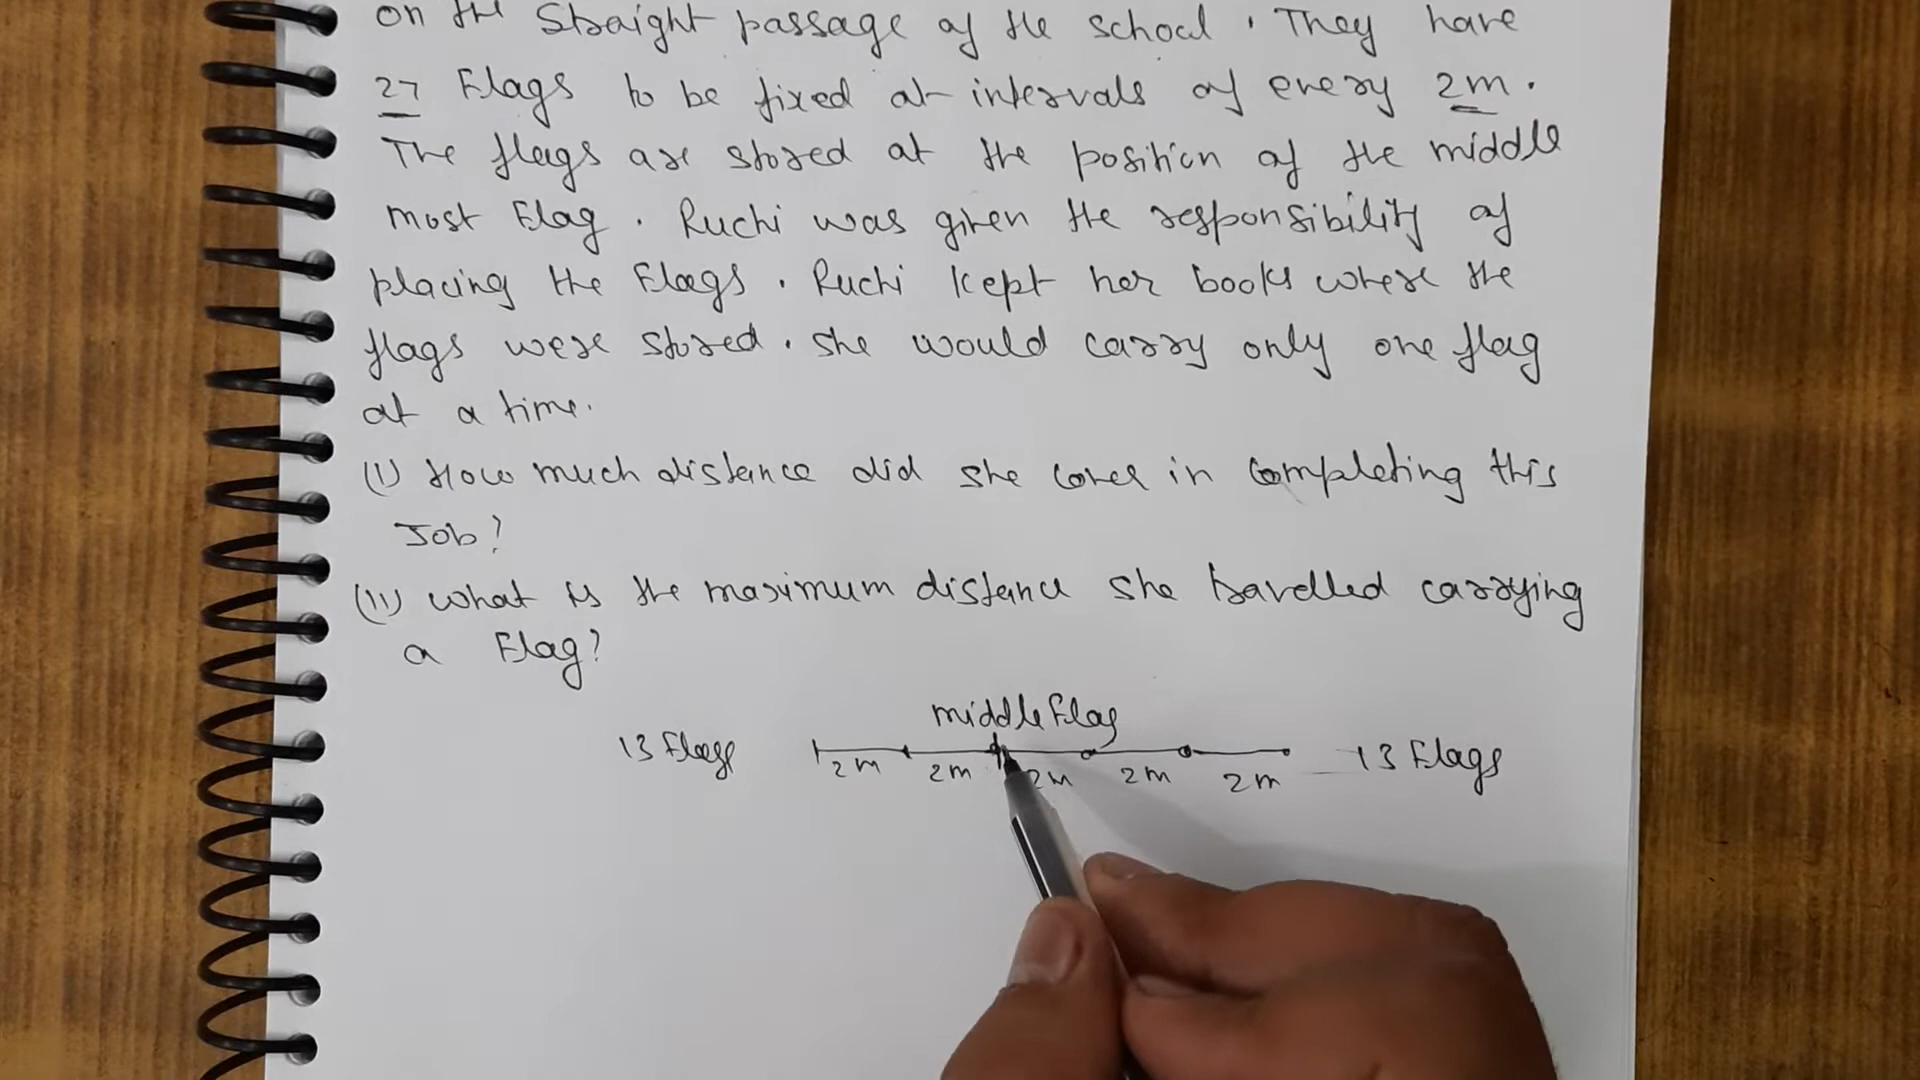 on the straight passage of the school. They have
27 Flags to be fixed at intervals of every 2m.
The flags are stored at the position of the middle
most Flag. Ruchi was given the responsibility of
placing the Flags. Ruchi kept her books where the
flags were stored. she would carry only one flag
at a time.
(I) How much distance did she cover in completing this
Job?
(II) what is the maximum distance she travelled carrying
a Flag?
middle flag
13 Flags 2m 2m 2m 2m 2m 13 Flags